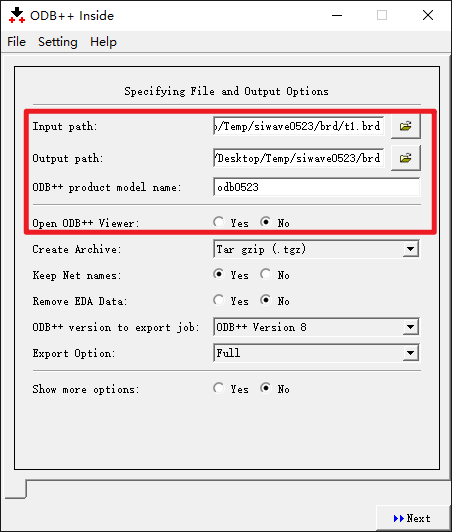 ODB++ Inside
File Setting Help
Specifying File and Output Options
Input path: /Temp/siwave0523/brd/t1.brd
Output path: /Desktop/Temp/siwave0523/brd
ODB++ product model name: odb0523
Open ODB++ Viewer: Yes No
Create Archive: Tar gzip (.tgz)
Keep Net names: Yes No
Remove EDA Data: Yes No
ODB++ version to export job: ODB++ Version 8
Export Option: Full
Show more options: Yes No
Next